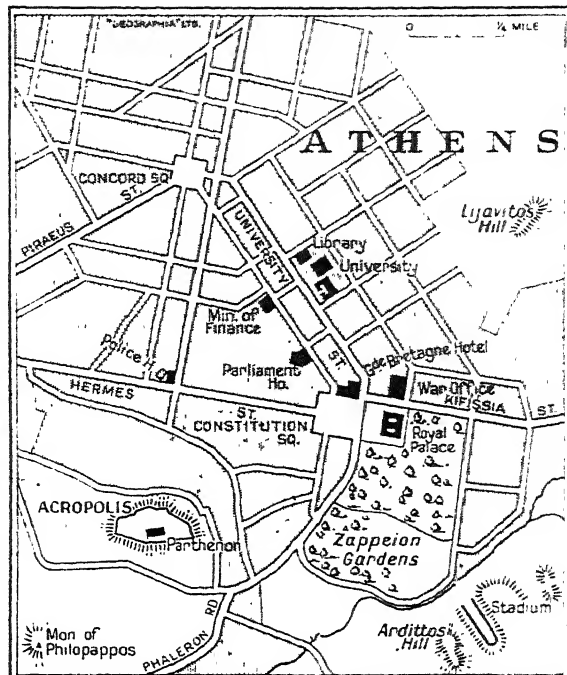 "GEOGRAPHIA" LTD.
0 ¼ MILE
ATHENS
CONCORD SQ.
ST.
PIRAEUS
UNIVERSITY
Lijavitos
Hill
Library
University
Min. of
Finance
Police H.Q.
Parliament
Ho.
ST.
Gde Bretagne Hotel
War Office
HERMES
ST.
KIFISSIA
ST.
CONSTITUTION
SQ.
Royal
Palace
ACROPOLIS
Parthenon
Zappeion
Gardens
Stadium
Mon of
Philopappos
PHALERON
RD
Ardittos
Hill